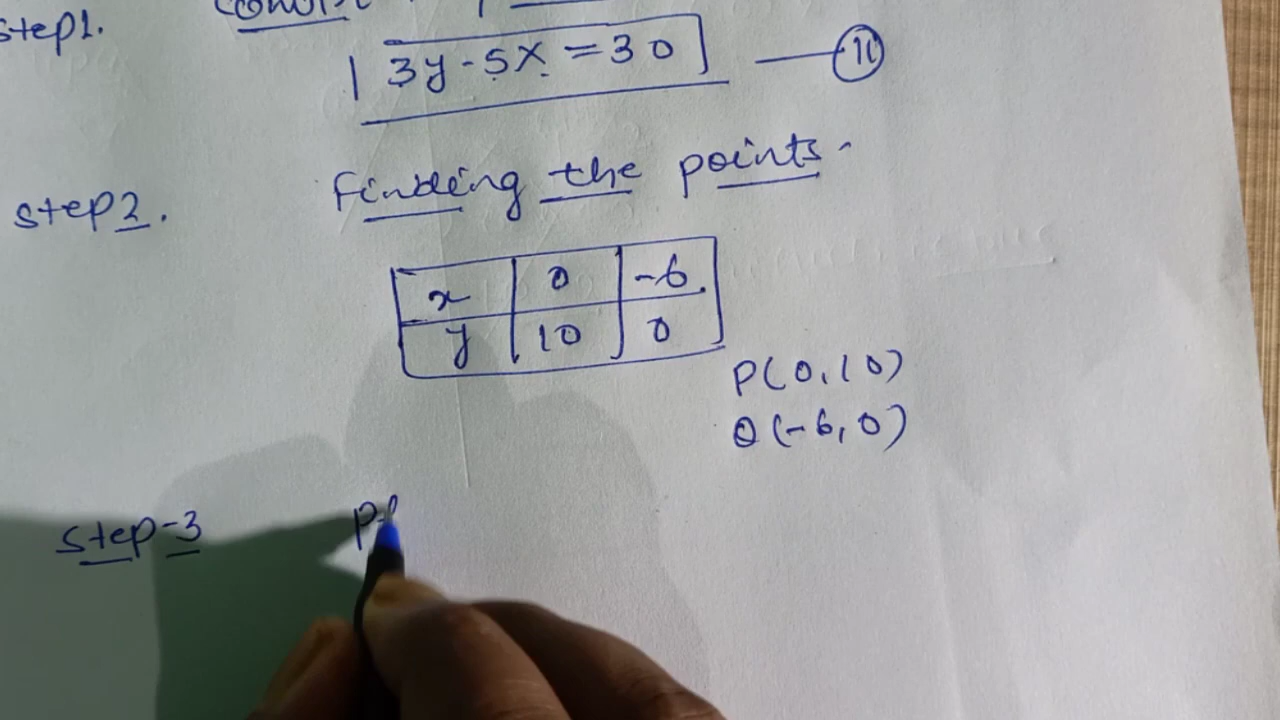 step1.
3y-5x=30 — (ii)
step2. Finding the points.
x 0 -6
y 10 0
P(0,10)
Q(-6,0)
step-3